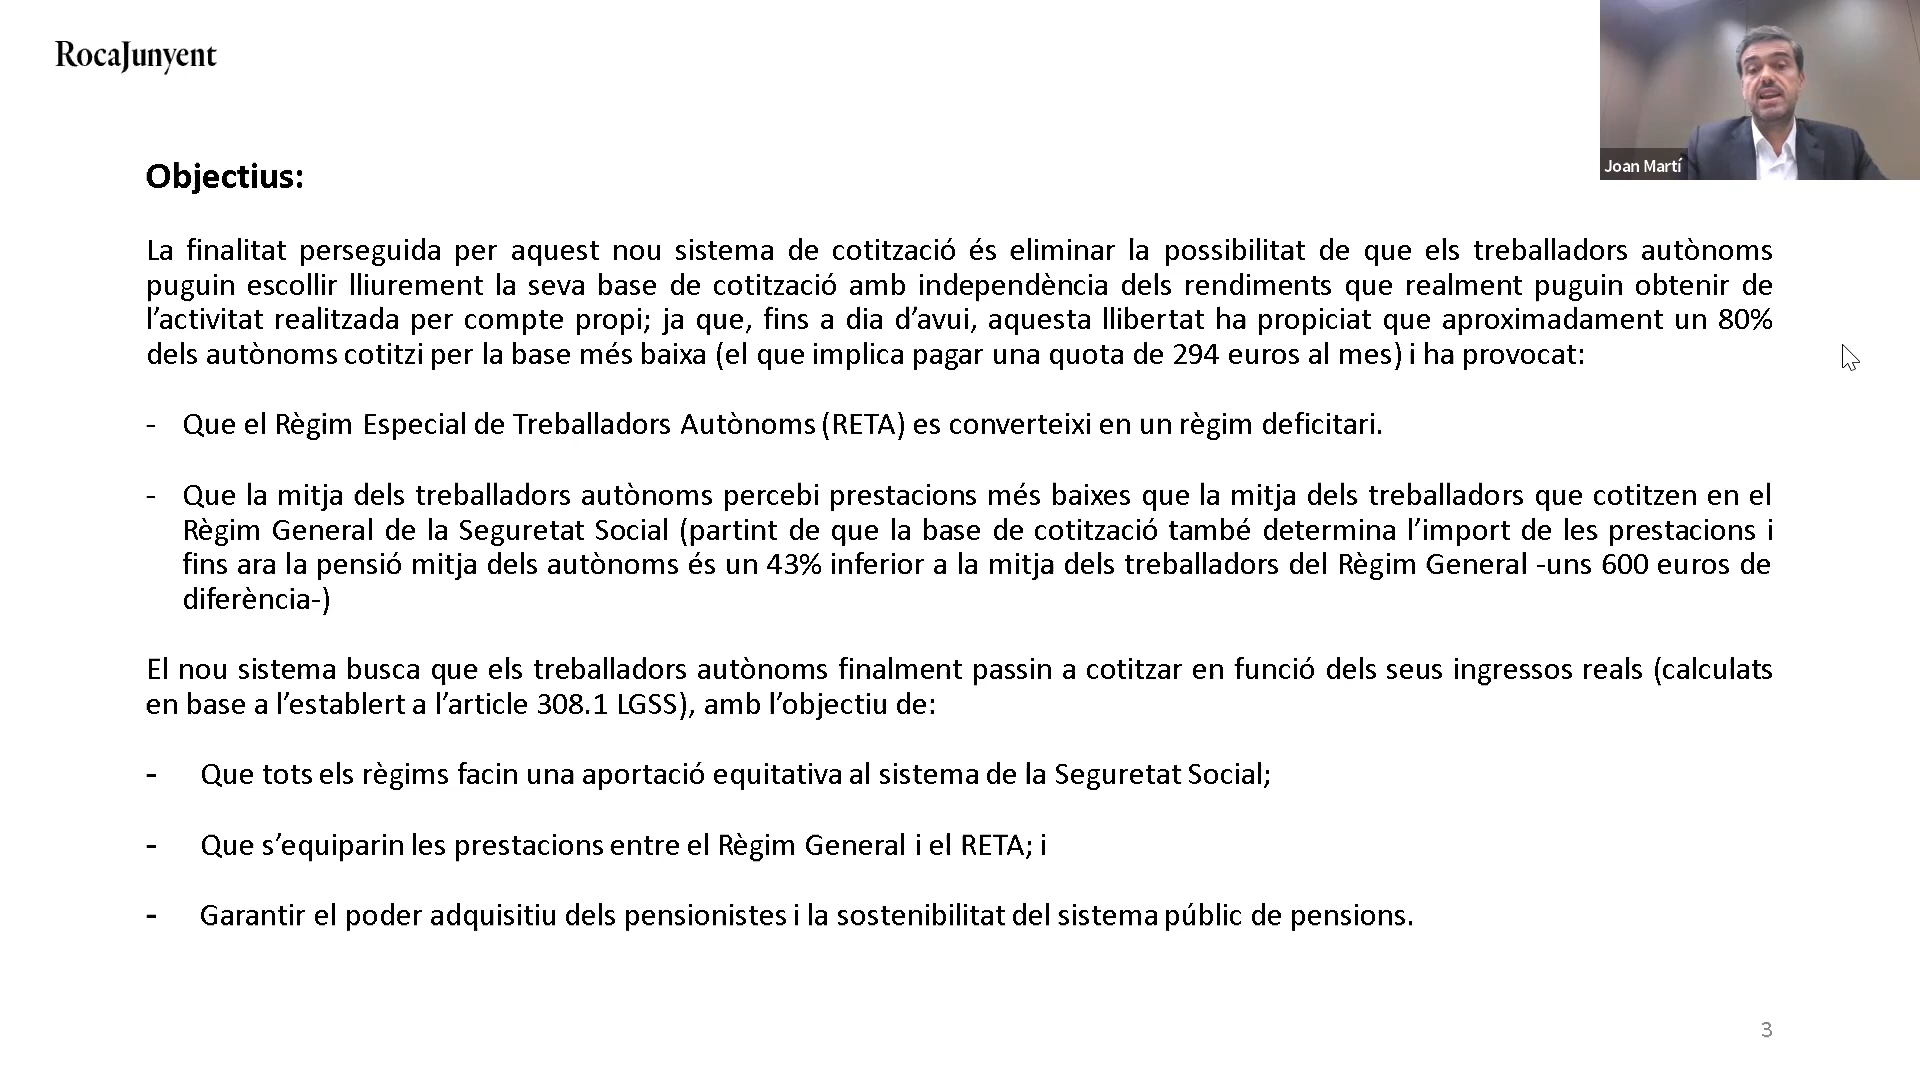 RocaJunyent
Joan Martí
Objectius:
La finalitat perseguida per aquest nou sistema de cotització és eliminar la possibilitat de que els treballadors autònoms
puguin escollir lliurement la seva base de cotització amb independència dels rendiments que realment puguin obtenir de
l’activitat realitzada per compte propi; ja que, fins a dia d’avui, aquesta llibertat ha propiciat que aproximadament un 80%
dels autònoms cotitzi per la base més baixa (el que implica pagar una quota de 294 euros al mes) i ha provocat:
- Que el Règim Especial de Treballadors Autònoms (RETA) es converteixi en un règim deficitari.
- Que la mitja dels treballadors autònoms percebi prestacions més baixes que la mitja dels treballadors que cotitzen en el
Règim General de la Seguretat Social (partint de que la base de cotització també determina l’import de les prestacions i
fins ara la pensió mitja dels autònoms és un 43% inferior a la mitja dels treballadors del Règim General -uns 600 euros de
diferència-)
El nou sistema busca que els treballadors autònoms finalment passin a cotitzar en funció dels seus ingressos reals (calculats
en base a l’establert a l’article 308.1 LGSS), amb l’objectiu de:
- Que tots els règims facin una aportació equitativa al sistema de la Seguretat Social;
- Que s’equiparin les prestacions entre el Règim General i el RETA; i
- Garantir el poder adquisitiu dels pensionistes i la sostenibilitat del sistema públic de pensions.
3